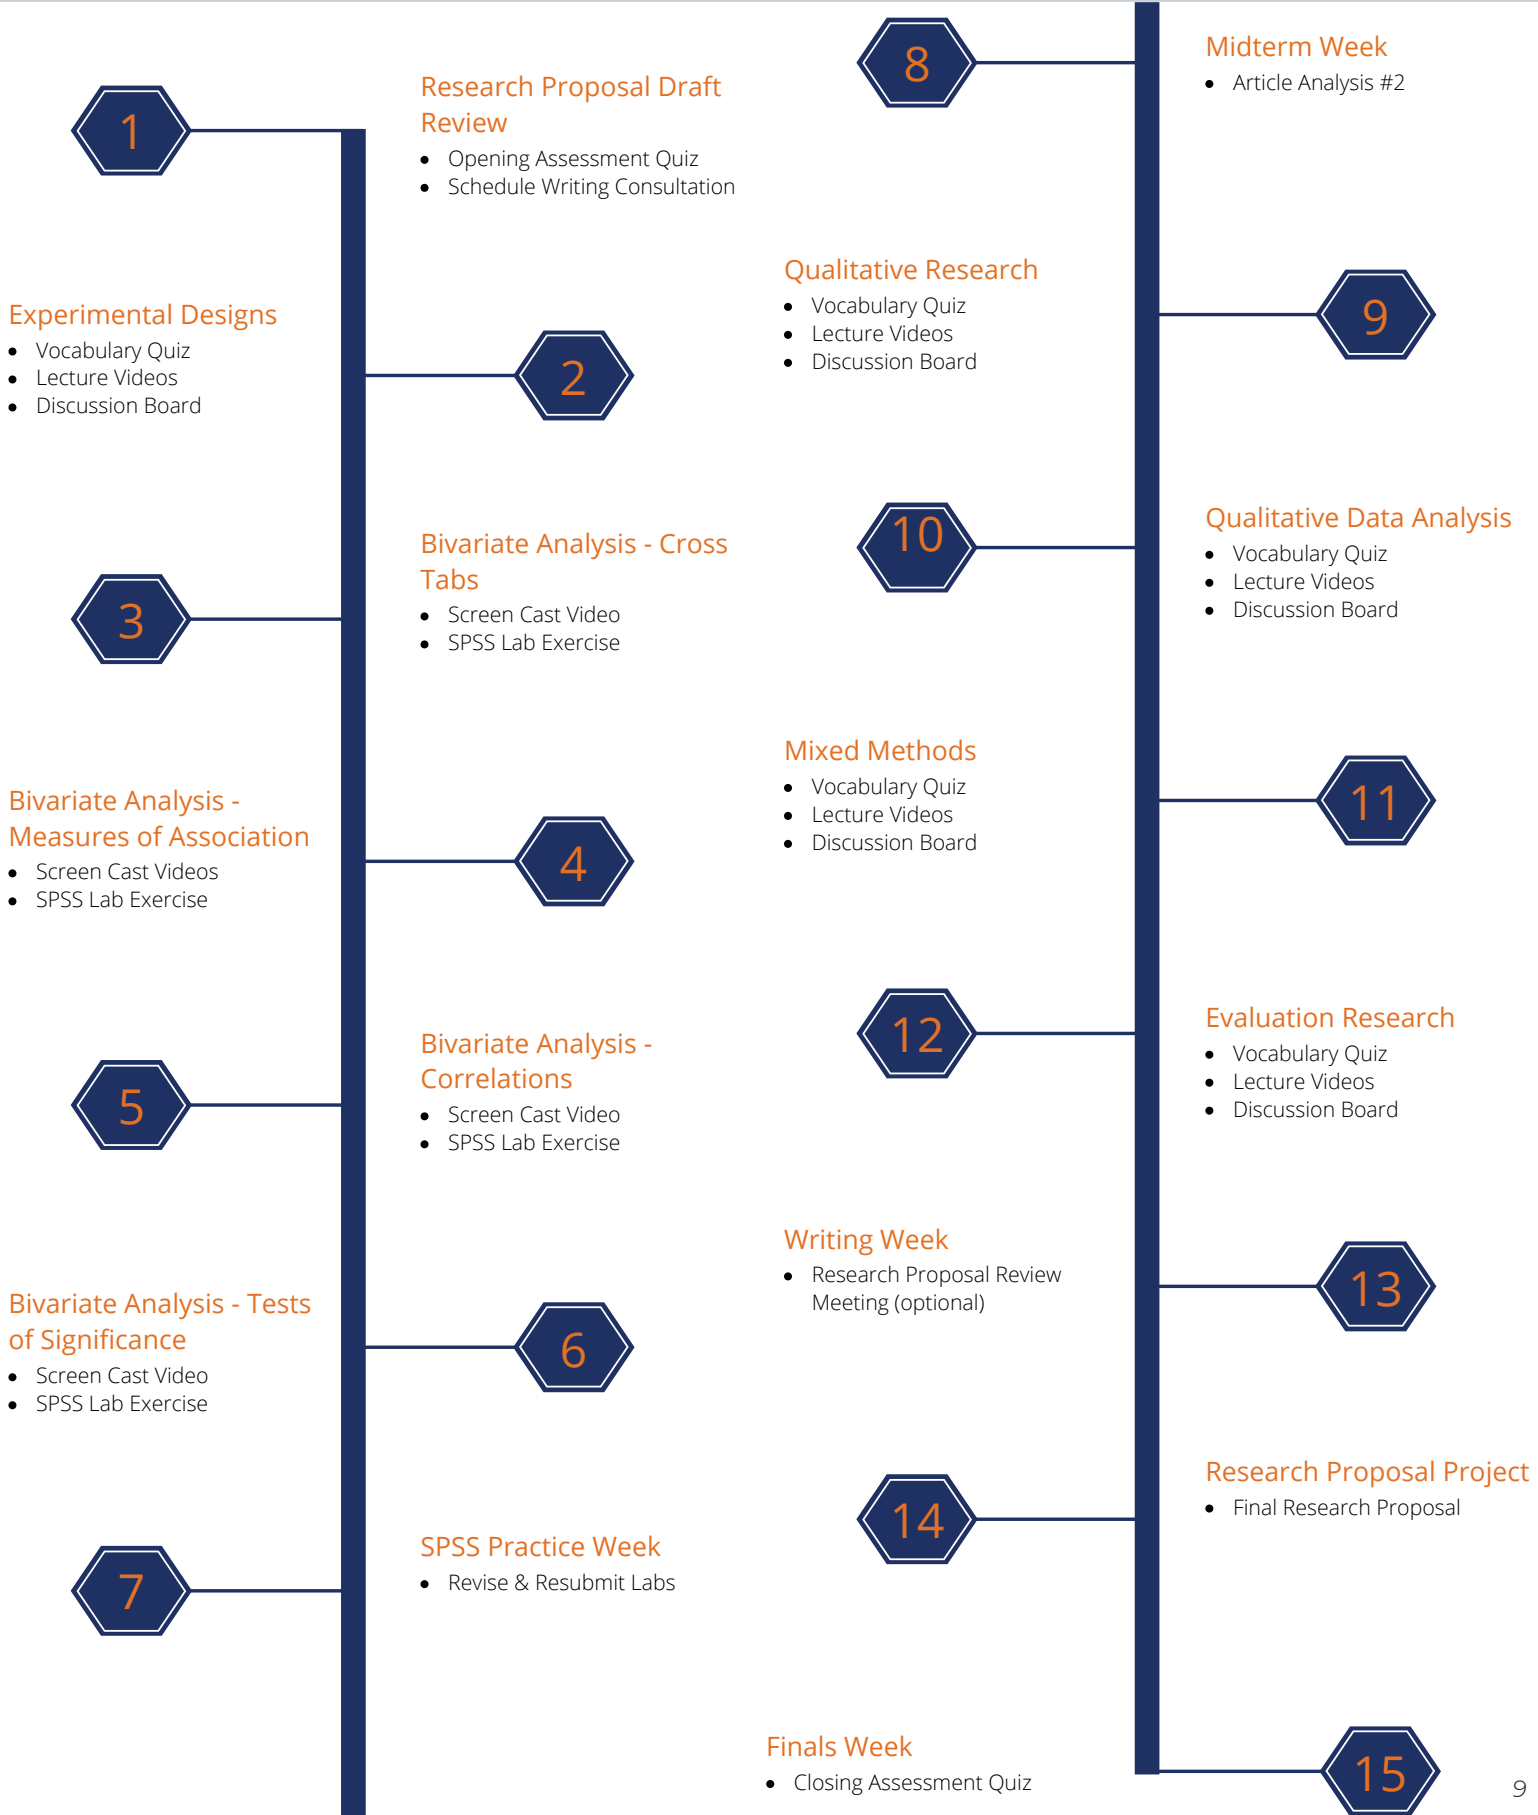 1
Research Proposal Draft
Review
• Opening Assessment Quiz
• Schedule Writing Consultation
Experimental Designs
• Vocabulary Quiz
• Lecture Videos
• Discussion Board
2
3
Bivariate Analysis - Cross
Tabs
• Screen Cast Video
• SPSS Lab Exercise
Bivariate Analysis -
Measures of Association
• Screen Cast Videos
• SPSS Lab Exercise
4
5
Bivariate Analysis -
Correlations
• Screen Cast Video
• SPSS Lab Exercise
Bivariate Analysis - Tests
of Significance
• Screen Cast Video
• SPSS Lab Exercise
6
7
SPSS Practice Week
• Revise & Resubmit Labs
8
Midterm Week
• Article Analysis #2
Qualitative Research
• Vocabulary Quiz
• Lecture Videos
• Discussion Board
9
10
Qualitative Data Analysis
• Vocabulary Quiz
• Lecture Videos
• Discussion Board
Mixed Methods
• Vocabulary Quiz
• Lecture Videos
• Discussion Board
11
12
Evaluation Research
• Vocabulary Quiz
• Lecture Videos
• Discussion Board
Writing Week
• Research Proposal Review
Meeting (optional)
13
14
Research Proposal Project
• Final Research Proposal
Finals Week
• Closing Assessment Quiz
15
9